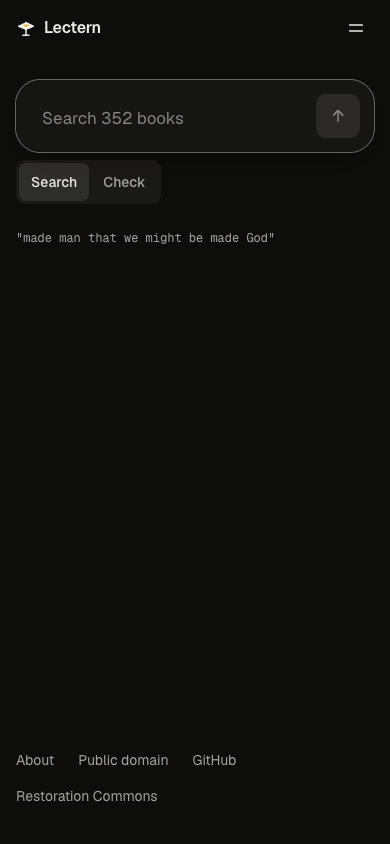 Lectern
Search 352 books
Search Check
"made man that we might be made God"
About Public domain GitHub
Restoration Commons